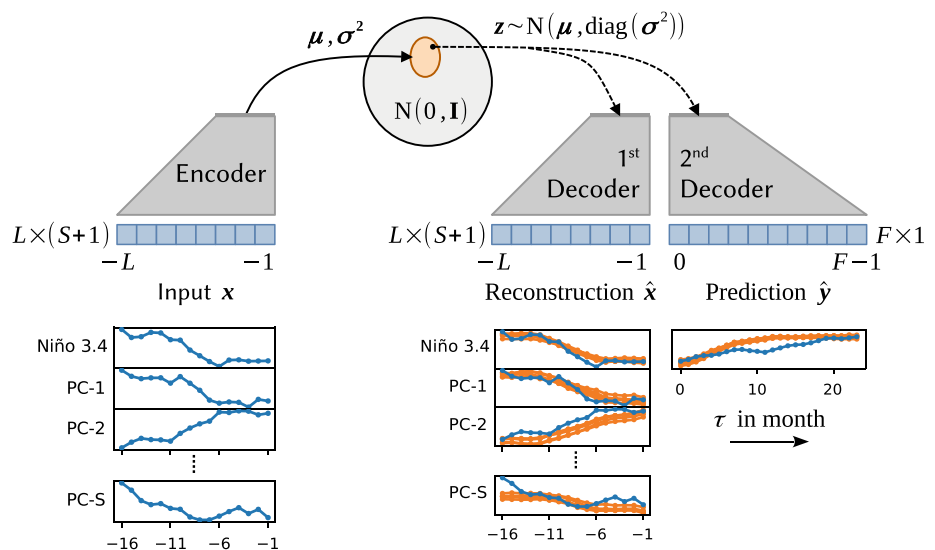 μ, σ²
z~N(μ, diag(σ²))
N(0, I)
Encoder
1st
Decoder
2nd
Decoder
L×(S+1)
L×(S+1)
F×1
−L
−1
−L
−1
0
F−1
Input x
Reconstruction x̂
Prediction ŷ
Niño 3.4
PC-1
PC-2
PC-S
−16
−11
−6
−1
Niño 3.4
PC-1
PC-2
PC-S
−16
−11
−6
−1
0
10
20
τ in month